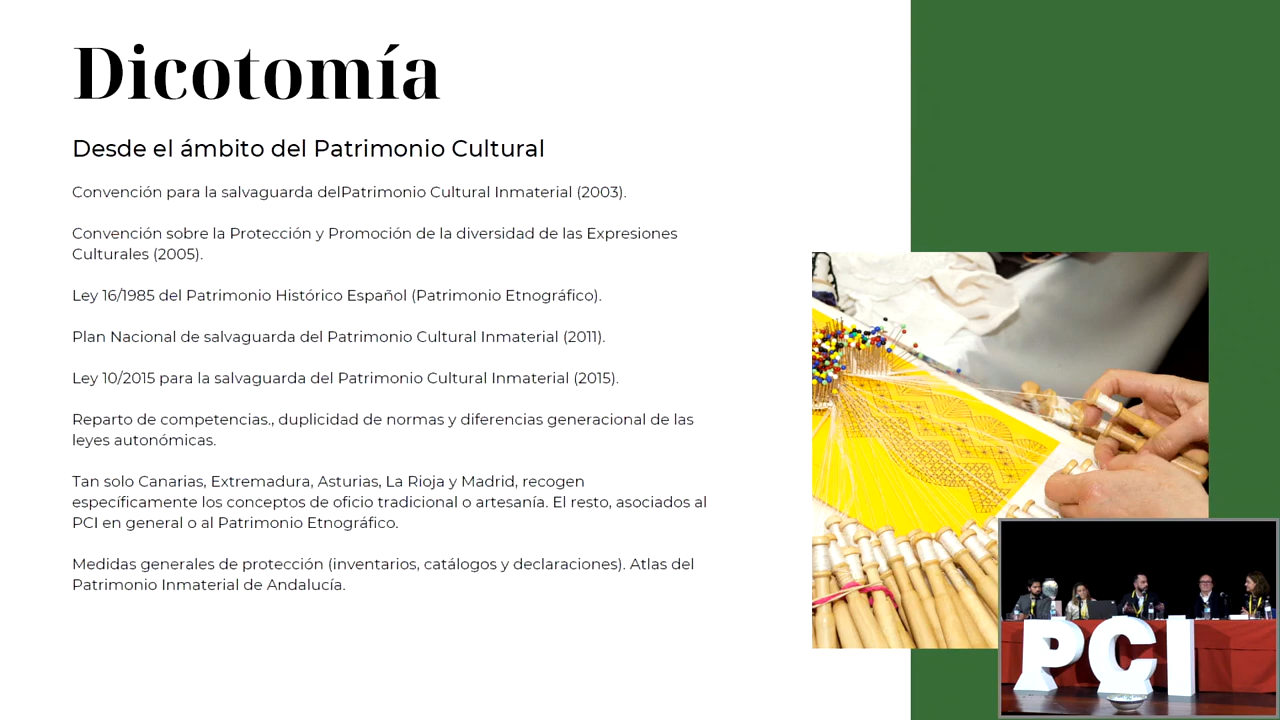 Dicotomía
Desde el ámbito del Patrimonio Cultural
Convención para la salvaguarda delPatrimonio Cultural Inmaterial (2003).
Convención sobre la Protección y Promoción de la diversidad de las Expresiones
Culturales (2005).
Ley 16/1985 del Patrimonio Histórico Español (Patrimonio Etnográfico).
Plan Nacional de salvaguarda del Patrimonio Cultural Inmaterial (2011).
Ley 10/2015 para la salvaguarda del Patrimonio Cultural Inmaterial (2015).
Reparto de competencias., duplicidad de normas y diferencias generacional de las
leyes autonómicas.
Tan solo Canarias, Extremadura, Asturias, La Rioja y Madrid, recogen
específicamente los conceptos de oficio tradicional o artesanía. El resto, asociados al
PCI en general o al Patrimonio Etnográfico.
Medidas generales de protección (inventarios, catálogos y declaraciones). Atlas del
Patrimonio Inmaterial de Andalucía.
PCI